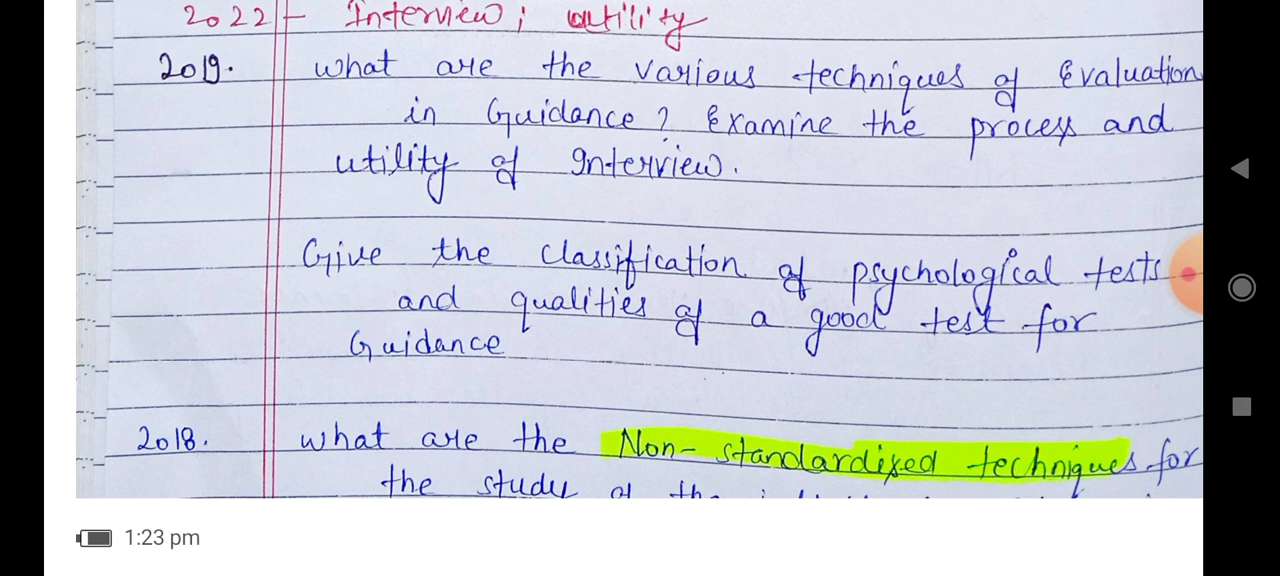 2022 - Interview; utility
2019. What are the various techniques of Evaluation
in Guidance? Examine the process and
utility of Interview.
Give the classification of psychological tests
and qualities of a good test for
Guidance
2018. What are the Non-standardized techniques for
the study of the
1:23 pm